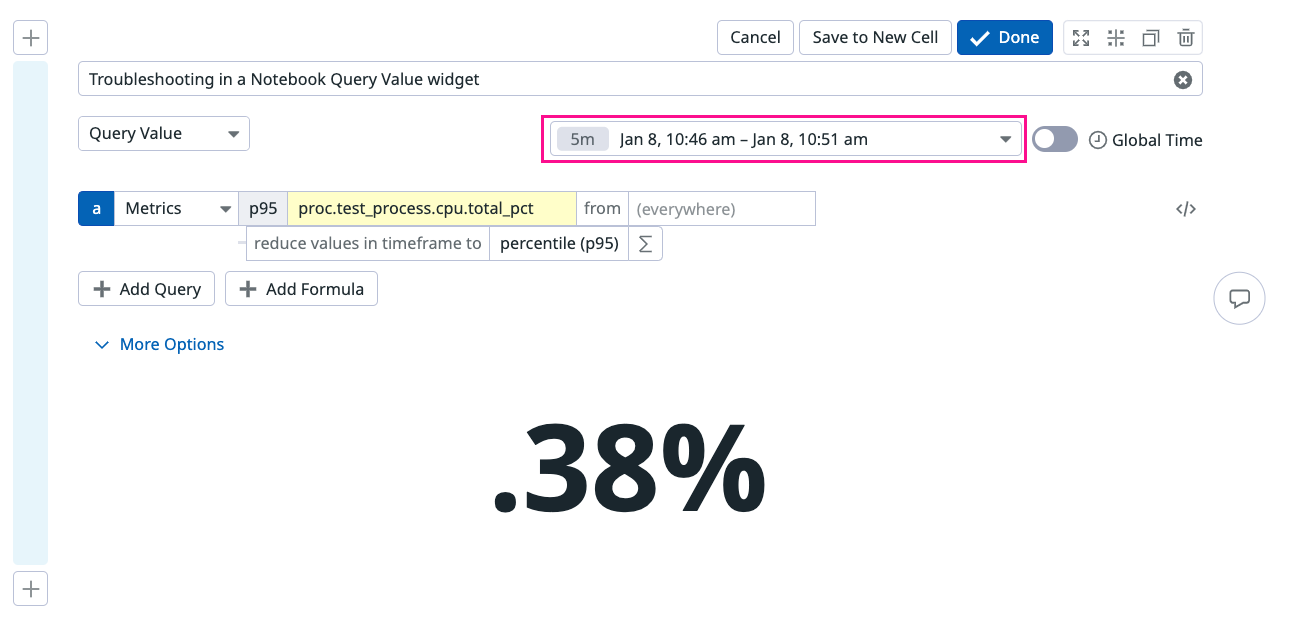 Cancel Save to New Cell Done
Troubleshooting in a Notebook Query Value widget
Query Value 5m Jan 8, 10:46 am – Jan 8, 10:51 am Global Time
a Metrics p95 proc.test_process.cpu.total_pct from (everywhere) </>
reduce values in timeframe to percentile (p95) Σ
Add Query Add Formula
More Options
.38%